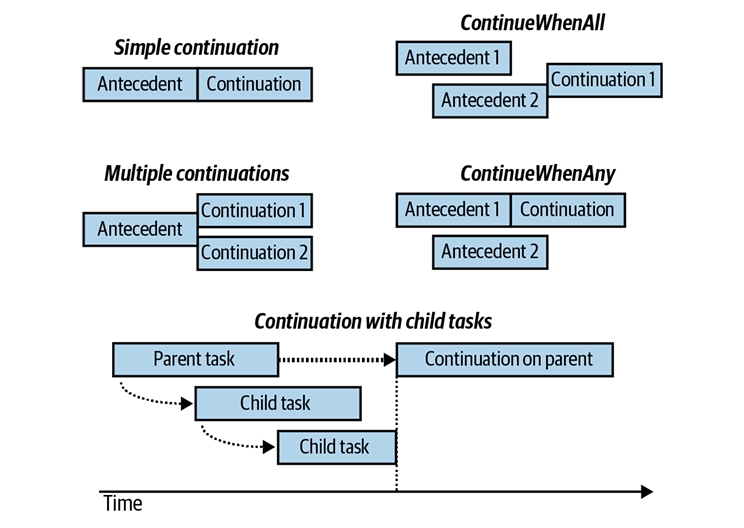 Simple continuation
Antecedent
Continuation
ContinueWhenAll
Antecedent 1
Continuation 1
Antecedent 2
Multiple continuations
Antecedent
Continuation 1
Continuation 2
ContinueWhenAny
Antecedent 1
Continuation
Antecedent 2
Continuation with child tasks
Parent task
Continuation on parent
Child task
Child task
Time